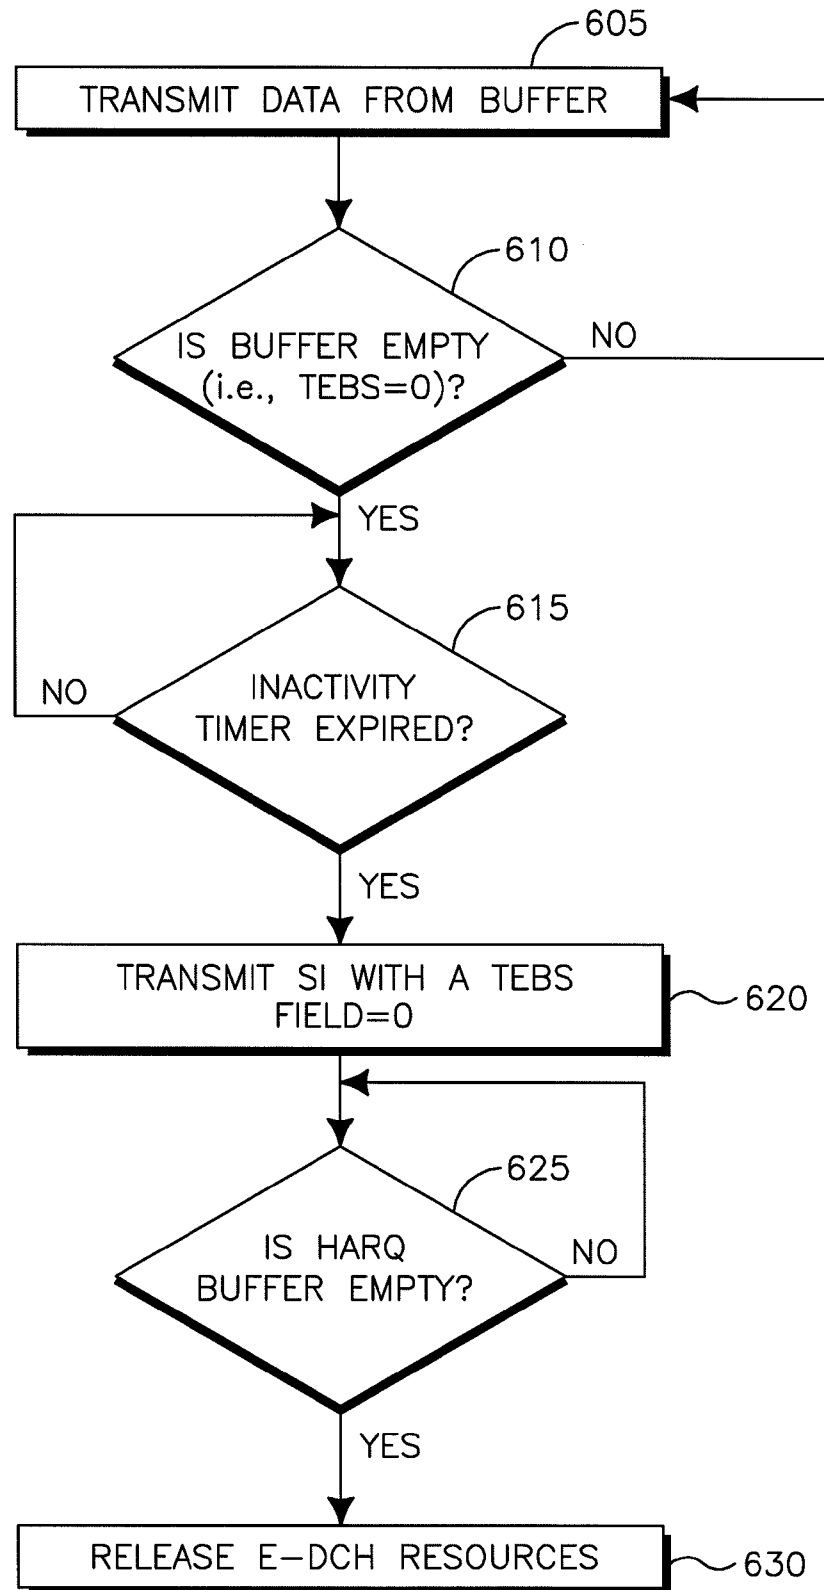 605
TRANSMIT DATA FROM BUFFER
610
IS BUFFER EMPTY
(i.e., TEBS=0)?
NO
YES
615
INACTIVITY
TIMER EXPIRED?
NO
YES
TRANSMIT SI WITH A TEBS
FIELD=0
620
625
IS HARQ
BUFFER EMPTY?
NO
YES
RELEASE E-DCH RESOURCES
630